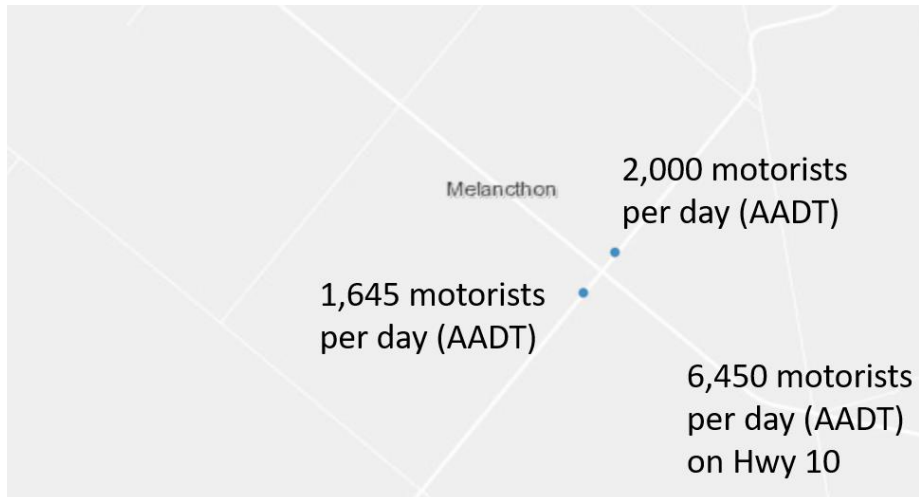 2,000 motorists
per day (AADT)
Melancthon
1,645 motorists
per day (AADT)
6,450 motorists
per day (AADT)
on Hwy 10